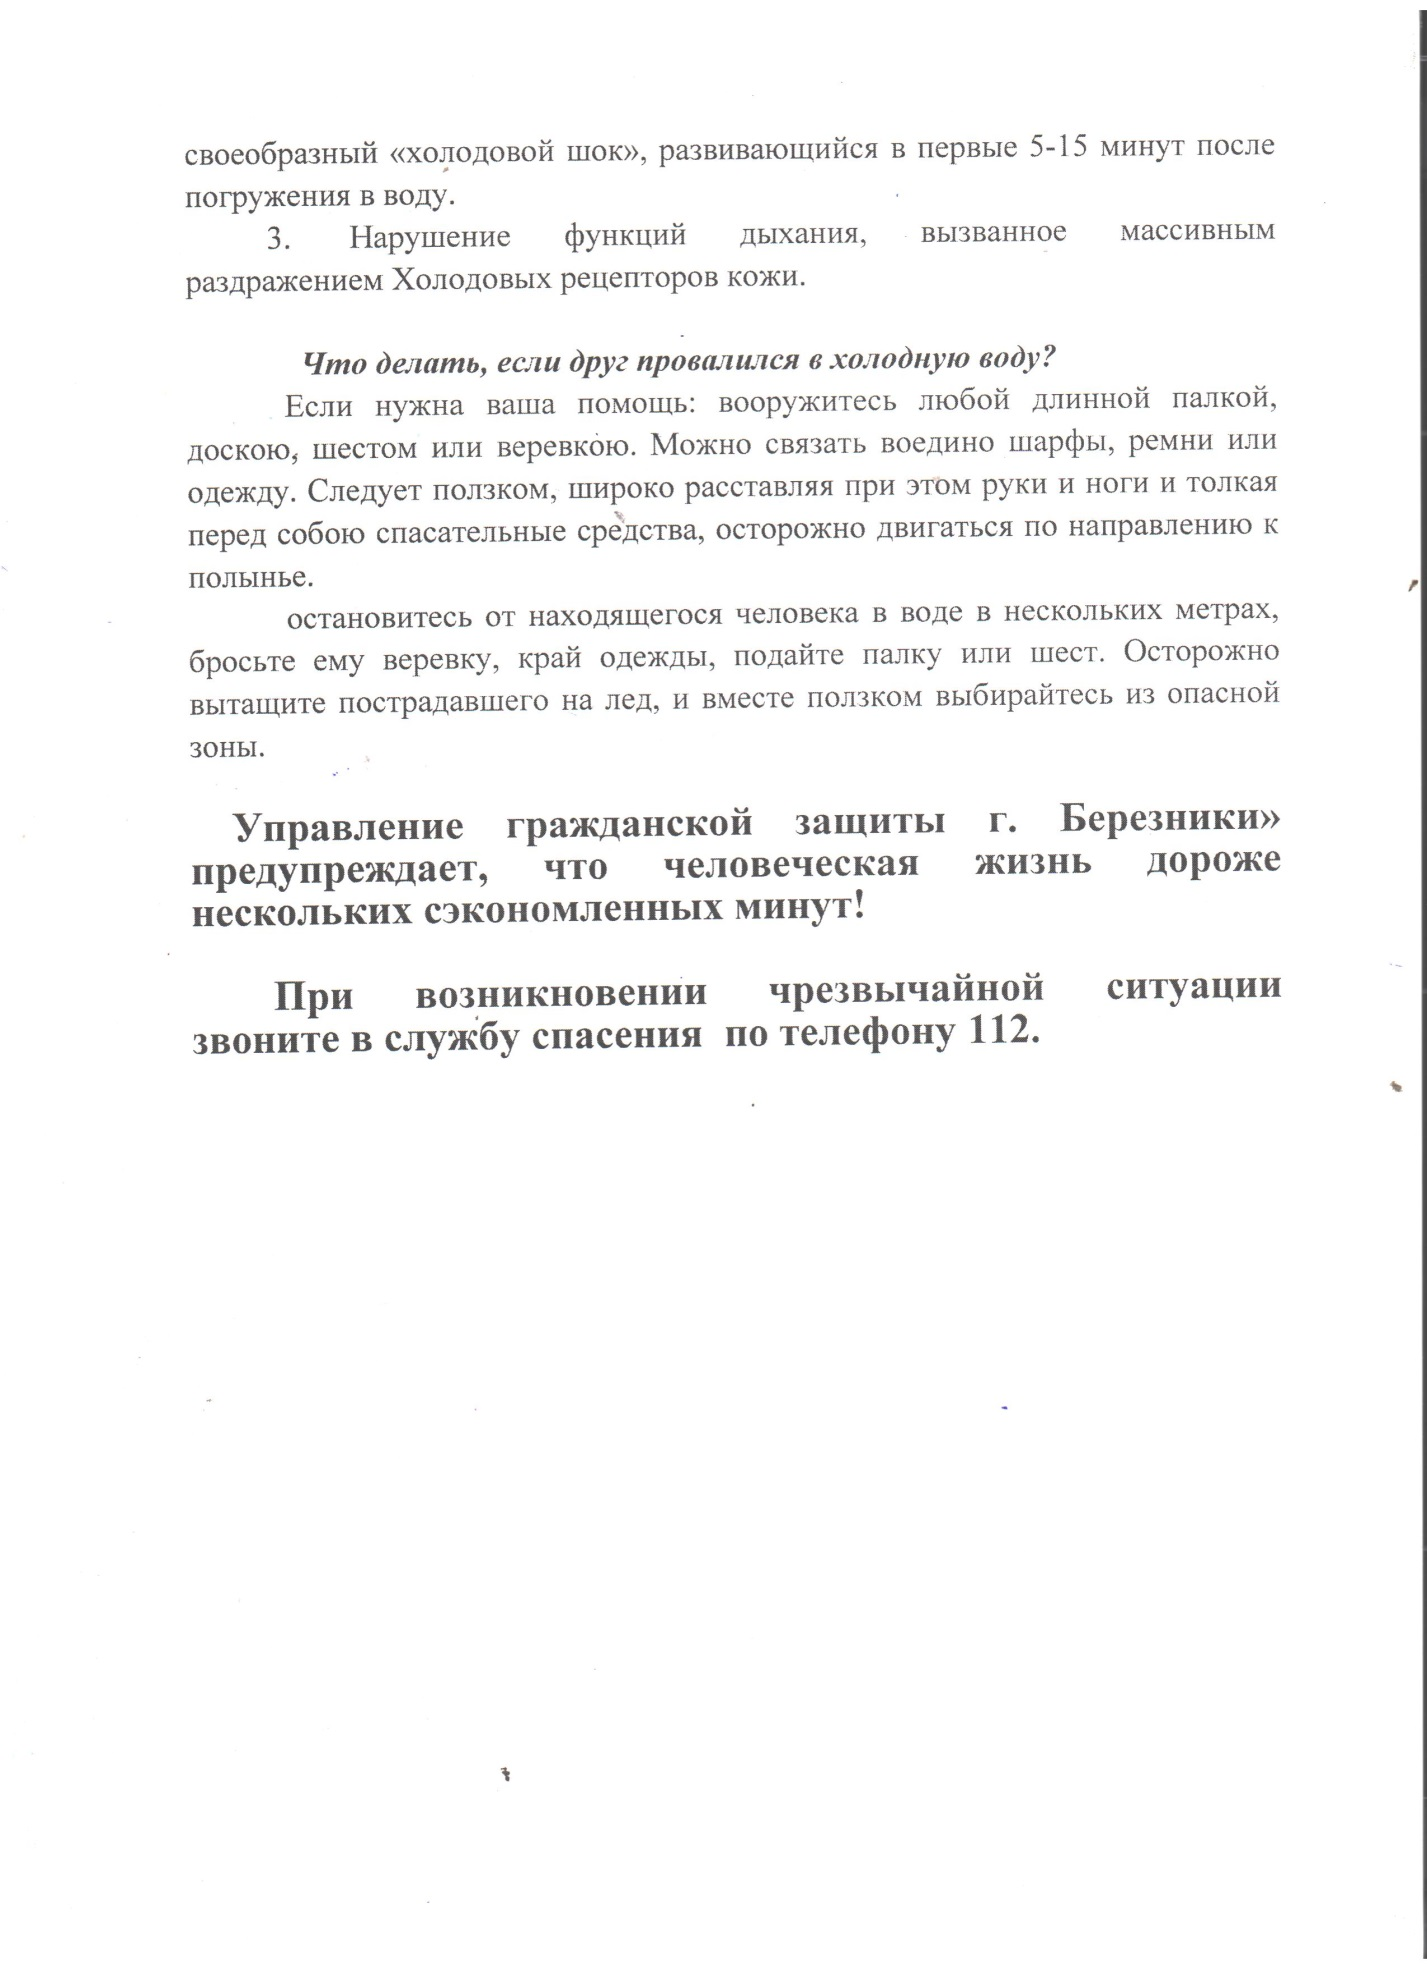 своеобразный «холодовой шок», развивающийся в первые 5-15 минут после
погружения в воду.
3. Нарушение функций дыхания, вызванное массивным
раздражением Холодовых рецепторов кожи.
Что делать, если друг провалился в холодную воду?
Если нужна ваша помощь: вооружитесь любой длинной палкой,
доскою, шестом или веревкою. Можно связать воедино шарфы, ремни или
одежду. Следует ползком, широко расставляя при этом руки и ноги и толкая
перед собою спасательные средства, осторожно двигаться по направлению к
полынье.
остановитесь от находящегося человека в воде в нескольких метрах,
бросьте ему веревку, край одежды, подайте палку или шест. Осторожно
вытащите пострадавшего на лед, и вместе ползком выбирайтесь из опасной
зоны.
Управление гражданской защиты г. Березники»
предупреждает, что человеческая жизнь дороже
нескольких сэкономленных минут!
При возникновении чрезвычайной ситуации
звоните в службу спасения по телефону 112.